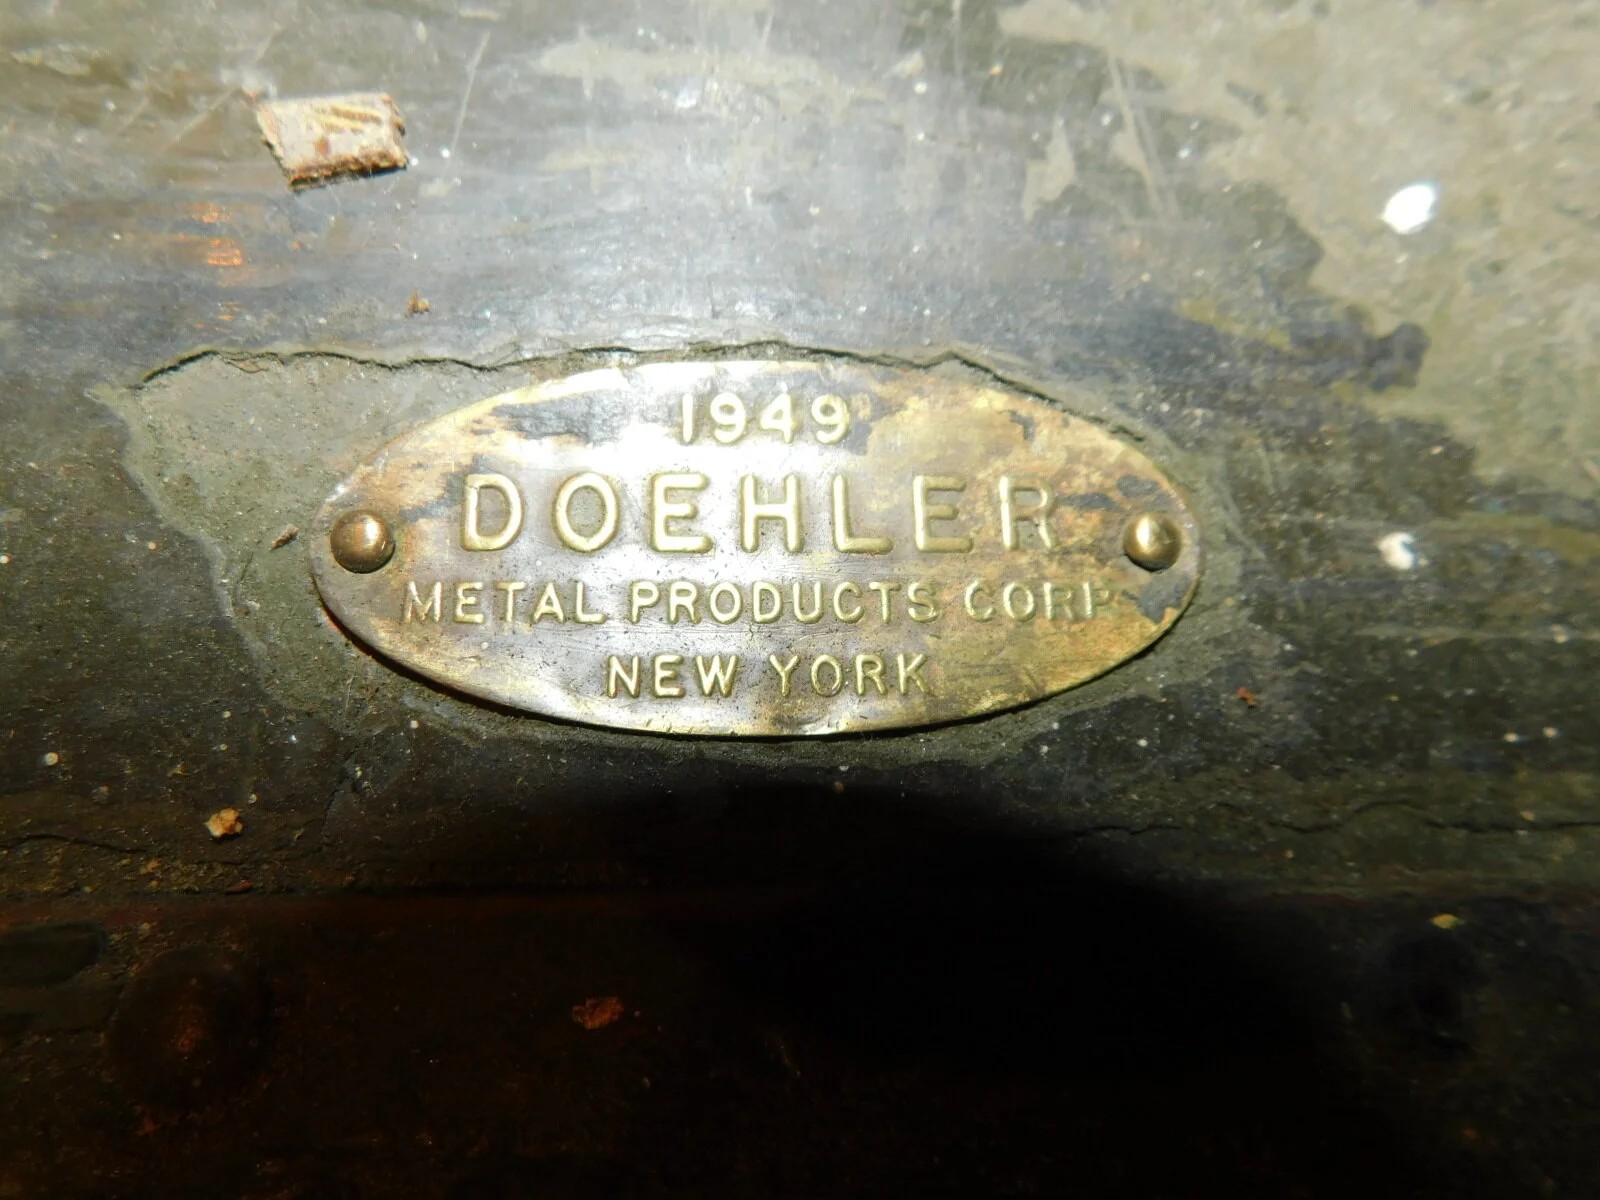 1949
DOEHLER
METAL PRODUCTS CORP
NEW YORK